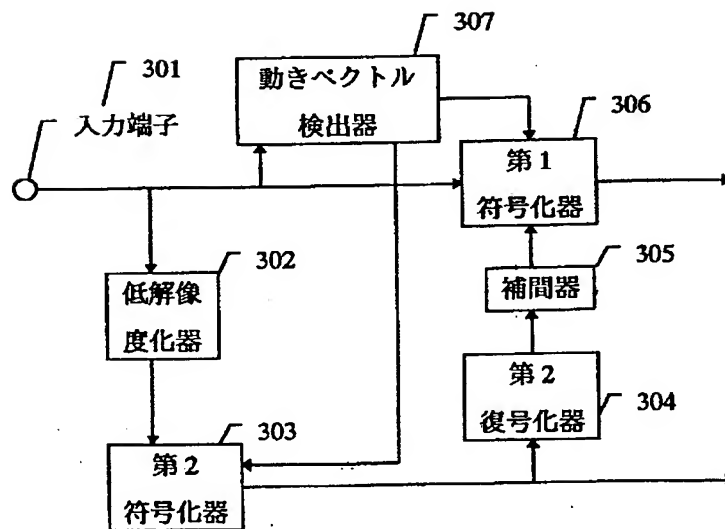 307
301
動きベクトル
検出器
306
入力端子
第1
符号化器
302
305
低解像
度化器
補間器
第2
復号化器
304
303
第2
符号化器